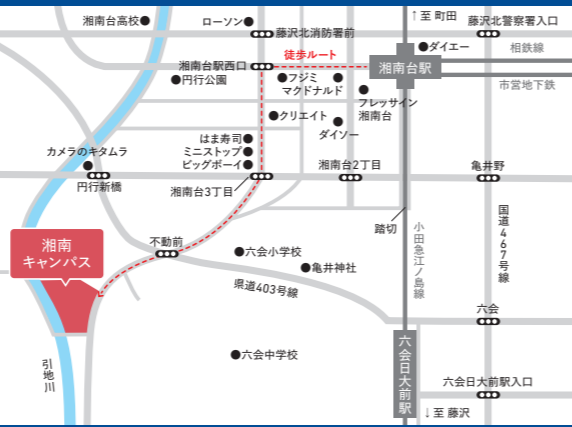 湘南台高校
ローソン
↑至 町田
藤沢北警察署入口
藤沢北消防署前
徒歩ルート
ダイエー
相鉄線
湘南台駅西口
湘南台駅
円行公園
フジミ
マクドナルド
市営地下鉄
フレッサイン
湘南台
クリエイト
ダイソー
はま寿司
ミニストップ
ビッグボーイ
カメラのキタムラ
湘南台2丁目
亀井野
円行新橋
湘南台3丁目
踏切
小田急江ノ島線
国道467号線
湘南
キャンパス
不動前
六会小学校
亀井神社
県道403号線
六会
引地川
六会日大前駅
六会中学校
六会日大前駅入口
↓至 藤沢